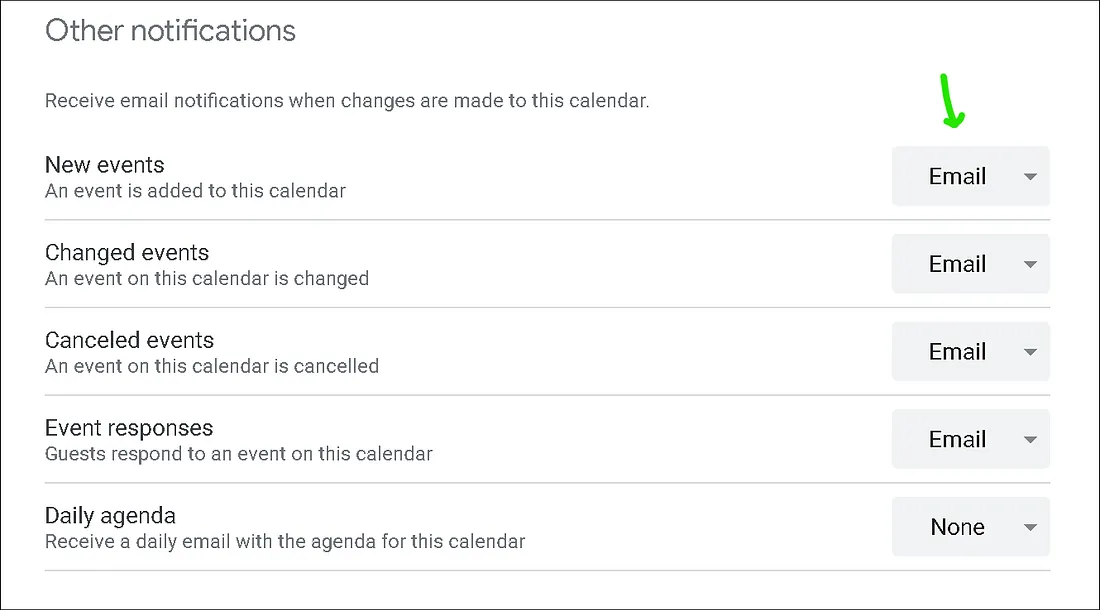 Other notifications
Receive email notifications when changes are made to this calendar.
New events
An event is added to this calendar
Email
Changed events
An event on this calendar is changed
Email
Canceled events
An event on this calendar is cancelled
Email
Event responses
Guests respond to an event on this calendar
Email
Daily agenda
Receive a daily email with the agenda for this calendar
None